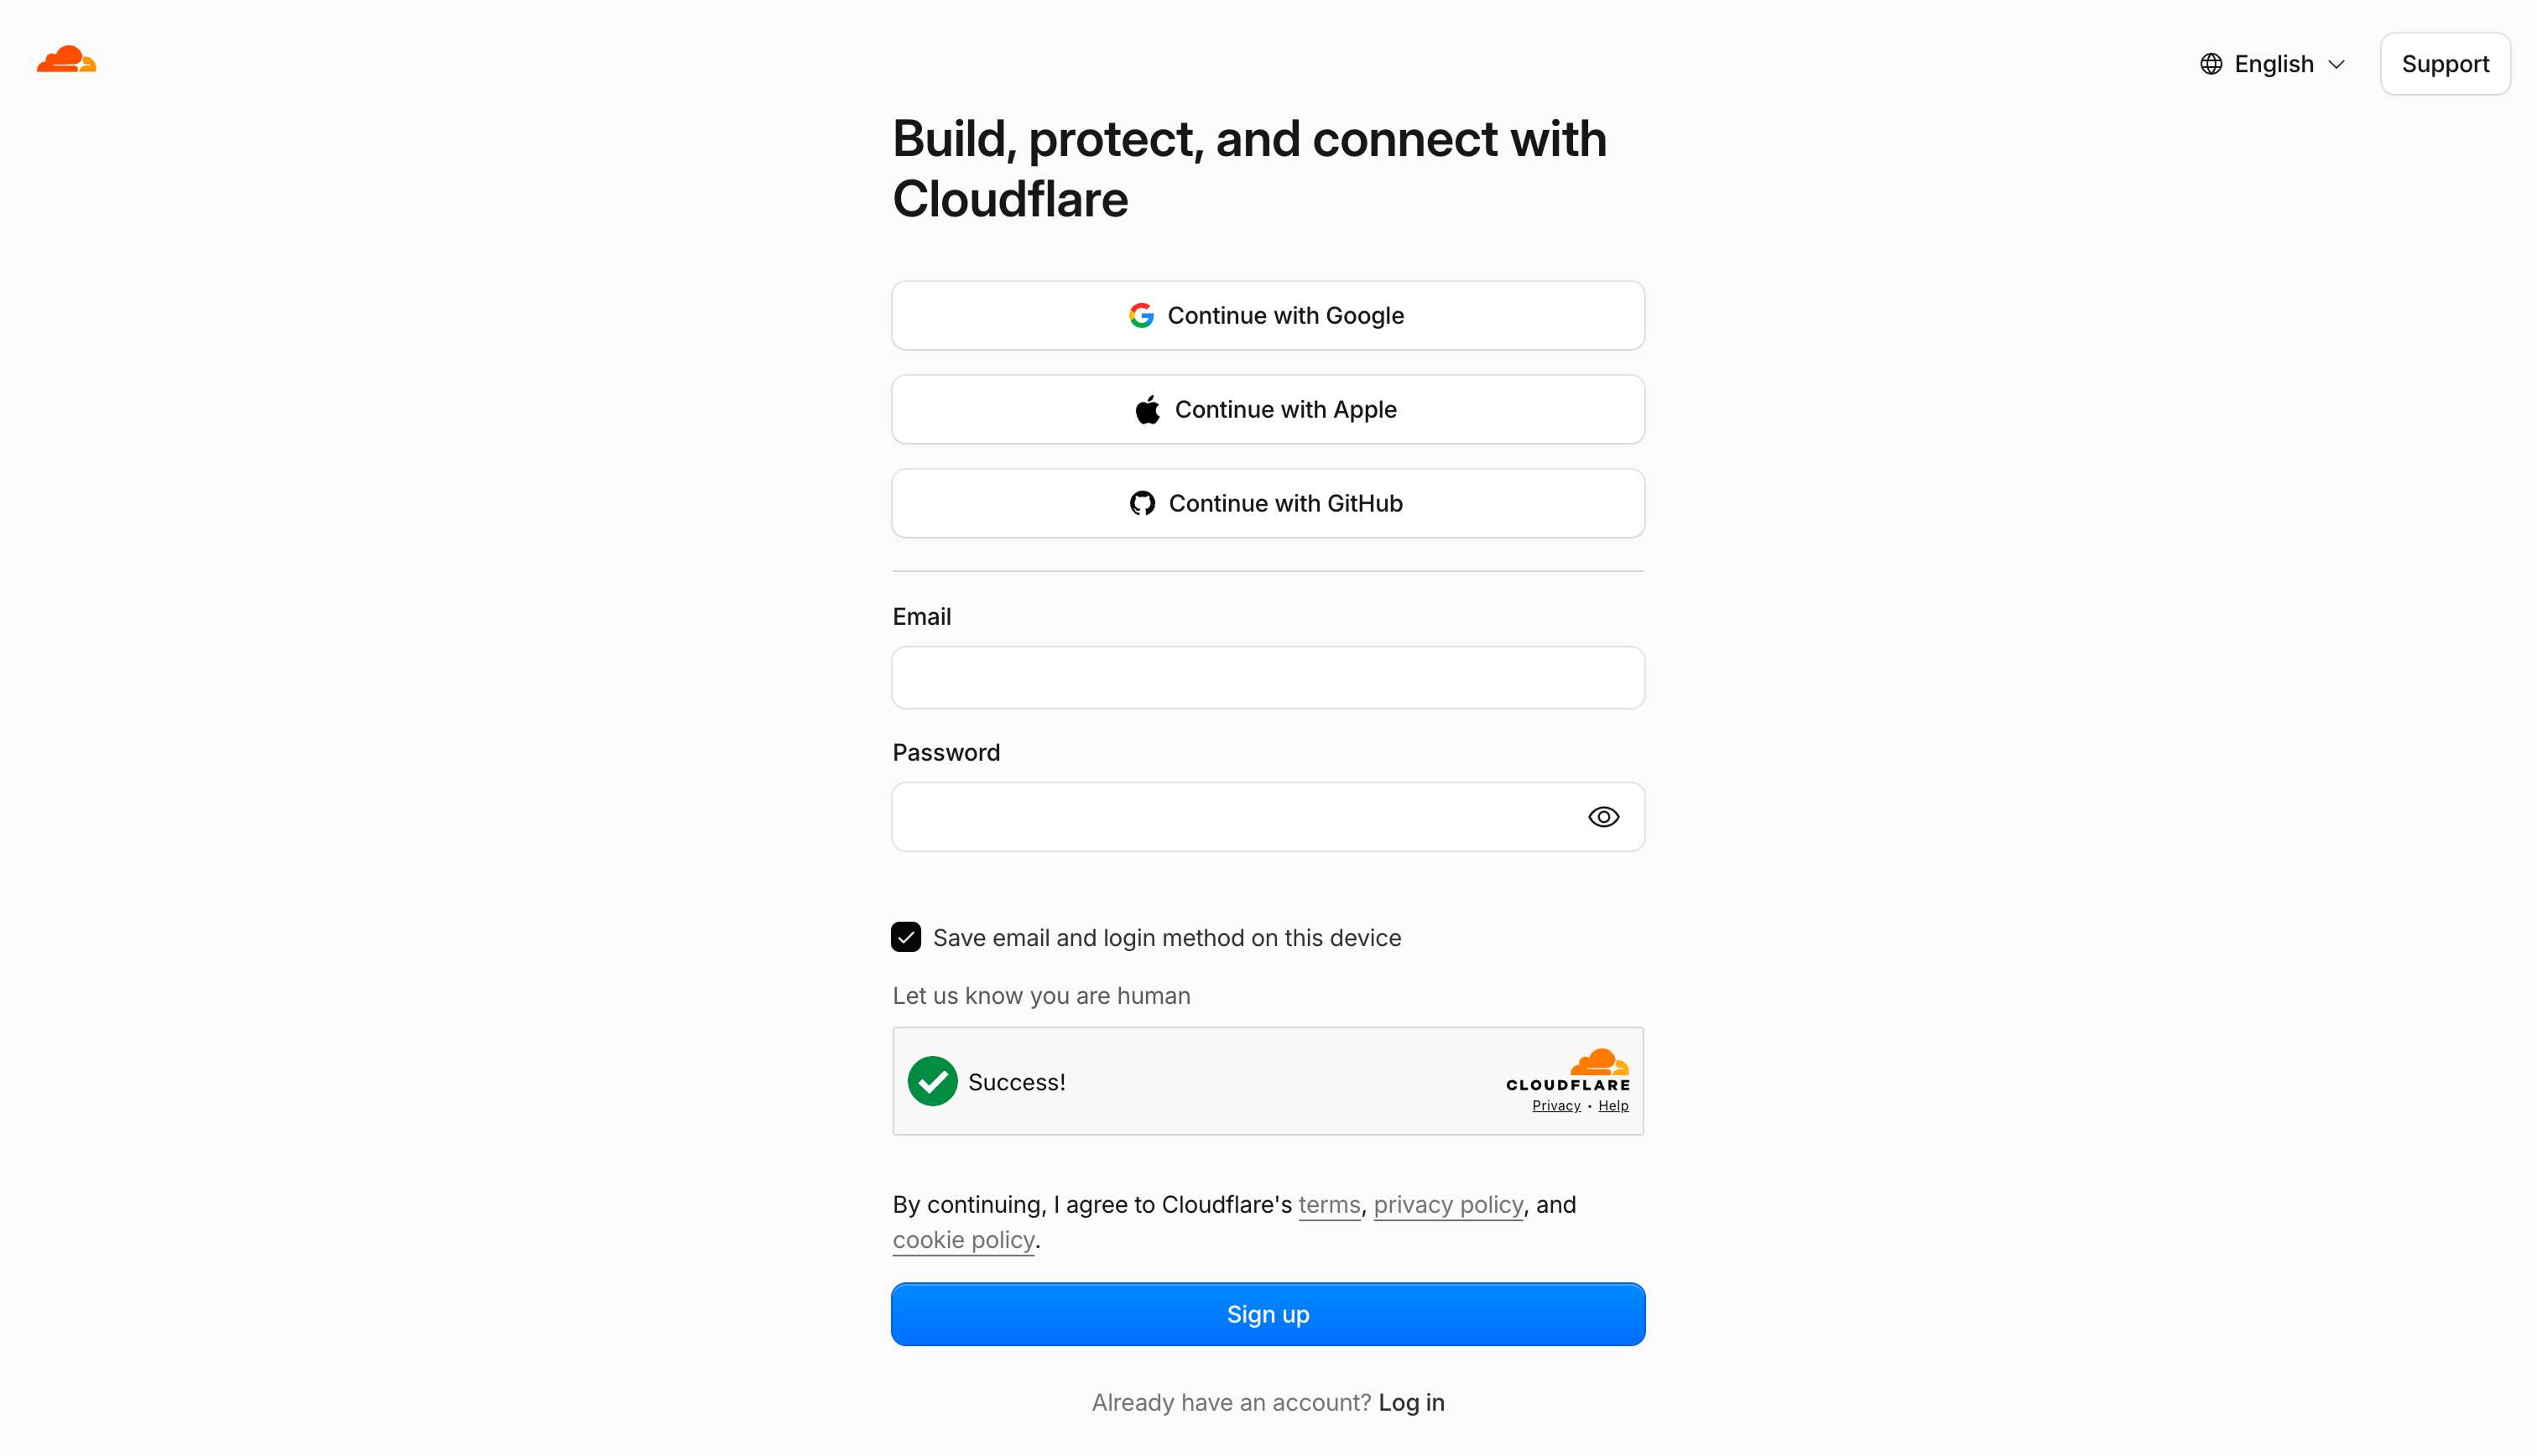 English
Support
Build, protect, and connect with
Cloudflare
Continue with Google
Continue with Apple
Continue with GitHub
Email
Password
Save email and login method on this device
Let us know you are human
Success!
CLOUDFLARE
Privacy • Help
By continuing, I agree to Cloudflare's terms, privacy policy, and
cookie policy.
Sign up
Already have an account? Log in